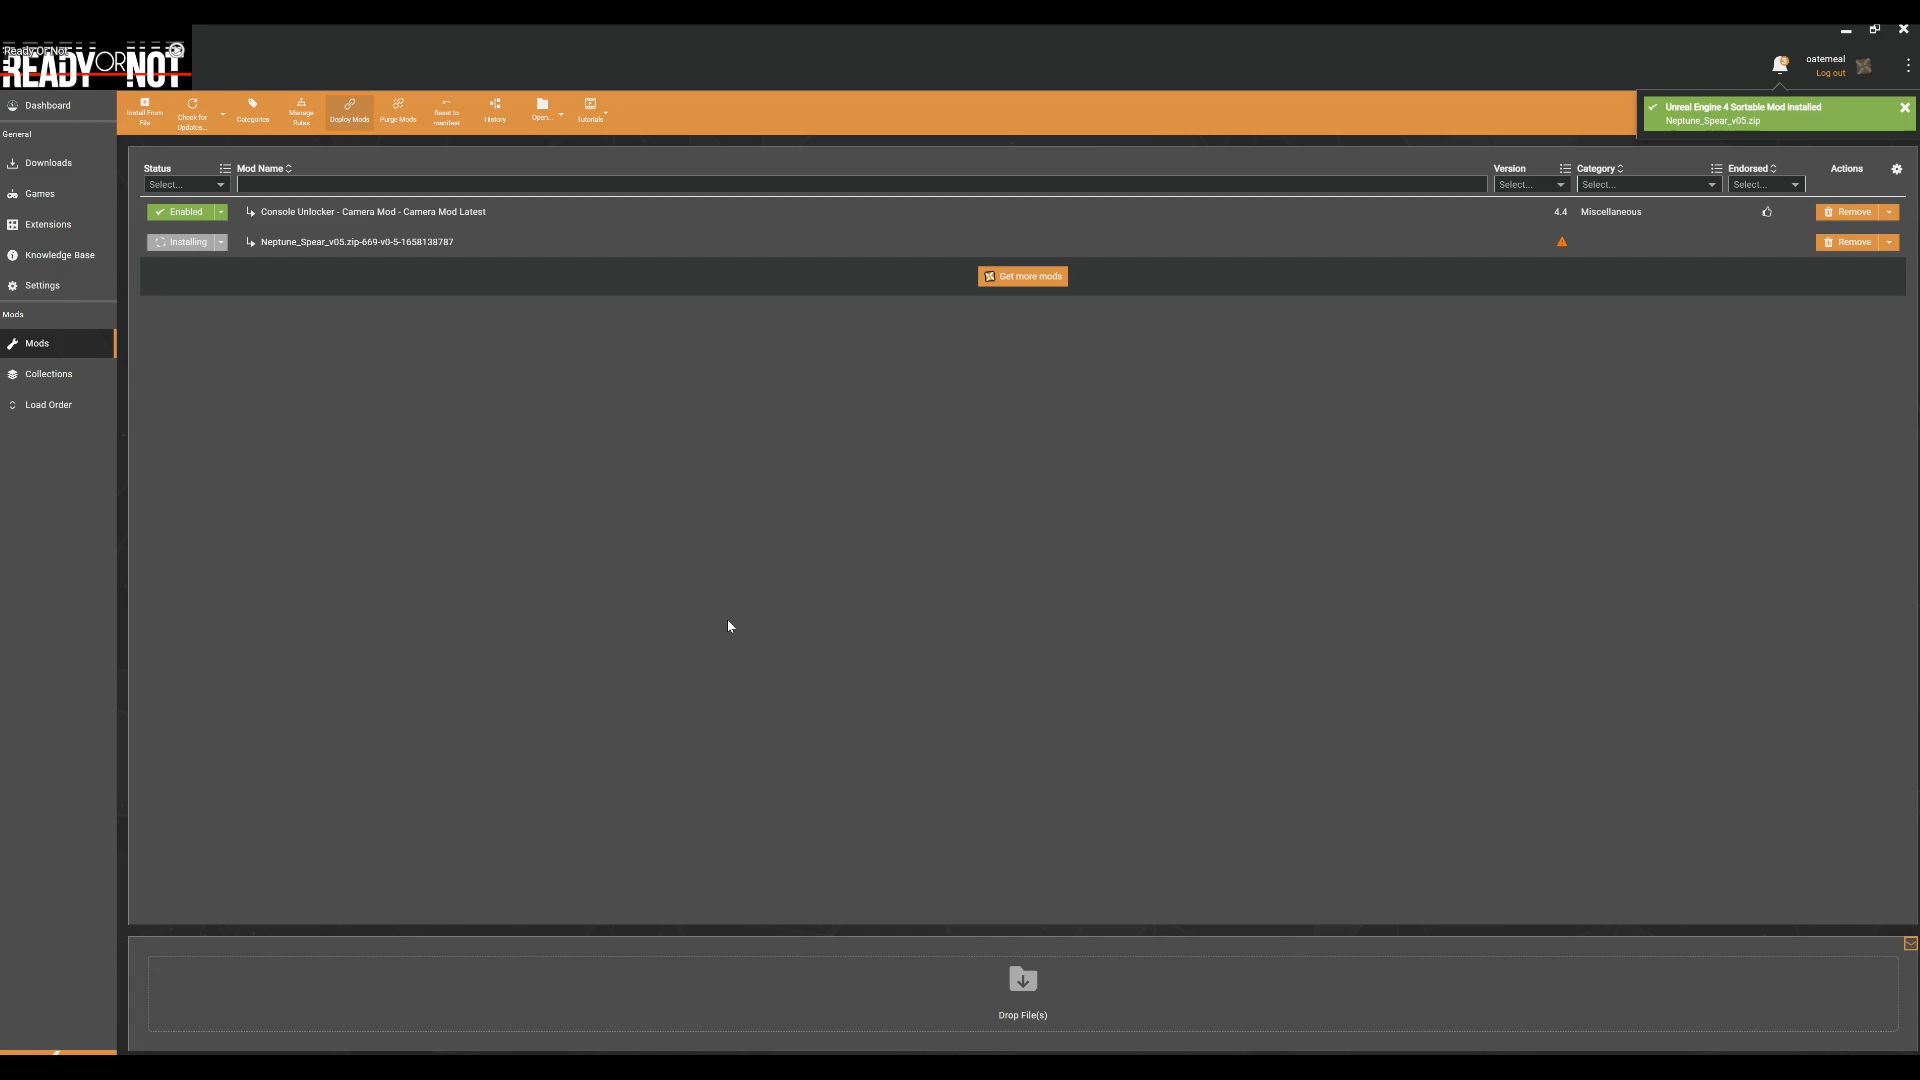 Ready Or Not
READY OR NOT
oatemeal
Log out
Dashboard
Install From File
Check for Updates...
Categories
Manage Rules
Deploy Mods
Purge Mods
Reset to manifest
History
Open...
Tutorials
Unreal Engine 4 Sortable Mod installed
Neptune_Spear_v05.zip
General
Downloads
Games
Extensions
Knowledge Base
Settings
Mods
Mods
Collections
Load Order
Status
Mod Name
Version
Category
Endorsed
Actions
Select...
Select...
Select...
Select...
Enabled
Console Unlocker - Camera Mod - Camera Mod Latest
4.4
Miscellaneous
Remove
Installing
Neptune_Spear_v05.zip-669-v0-5-1658138787
Remove
Get more mods
Drop File(s)